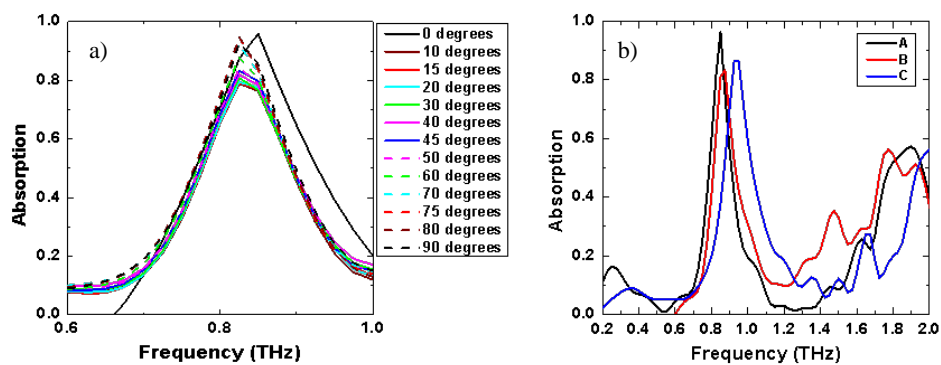 a)
1.0
0.8
0.6
0.4
0.2
0.0
Absorption
0.6
0.8
1.0
Frequency (THz)
0 degrees
10 degrees
15 degrees
20 degrees
30 degrees
40 degrees
45 degrees
50 degrees
60 degrees
70 degrees
75 degrees
80 degrees
90 degrees
b)
1.0
0.8
0.6
0.4
0.2
0.0
Absorption
0.2 0.4 0.6 0.8 1.0 1.2 1.4 1.6 1.8 2.0
Frequency (THz)
A
B
C